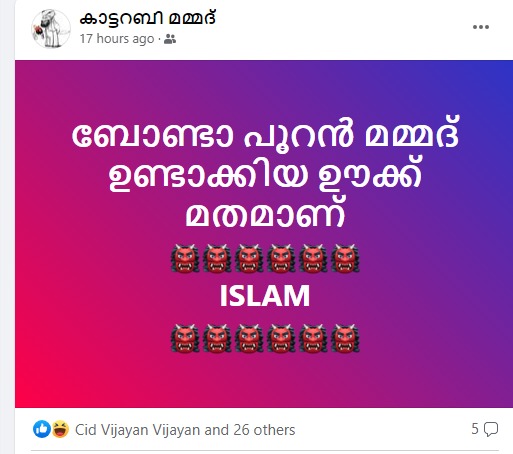 കാട്ടറബി മമ്മദ്
17 hours ago ·
ബോണ്ടാ പൂറൻ മമ്മദ്
ഉണ്ടാക്കിയ ഊക്ക്
മതമാണ്
👹👹👹👹👹👹
ISLAM
👹👹👹👹👹👹
Cid Vijayan Vijayan and 26 others
5